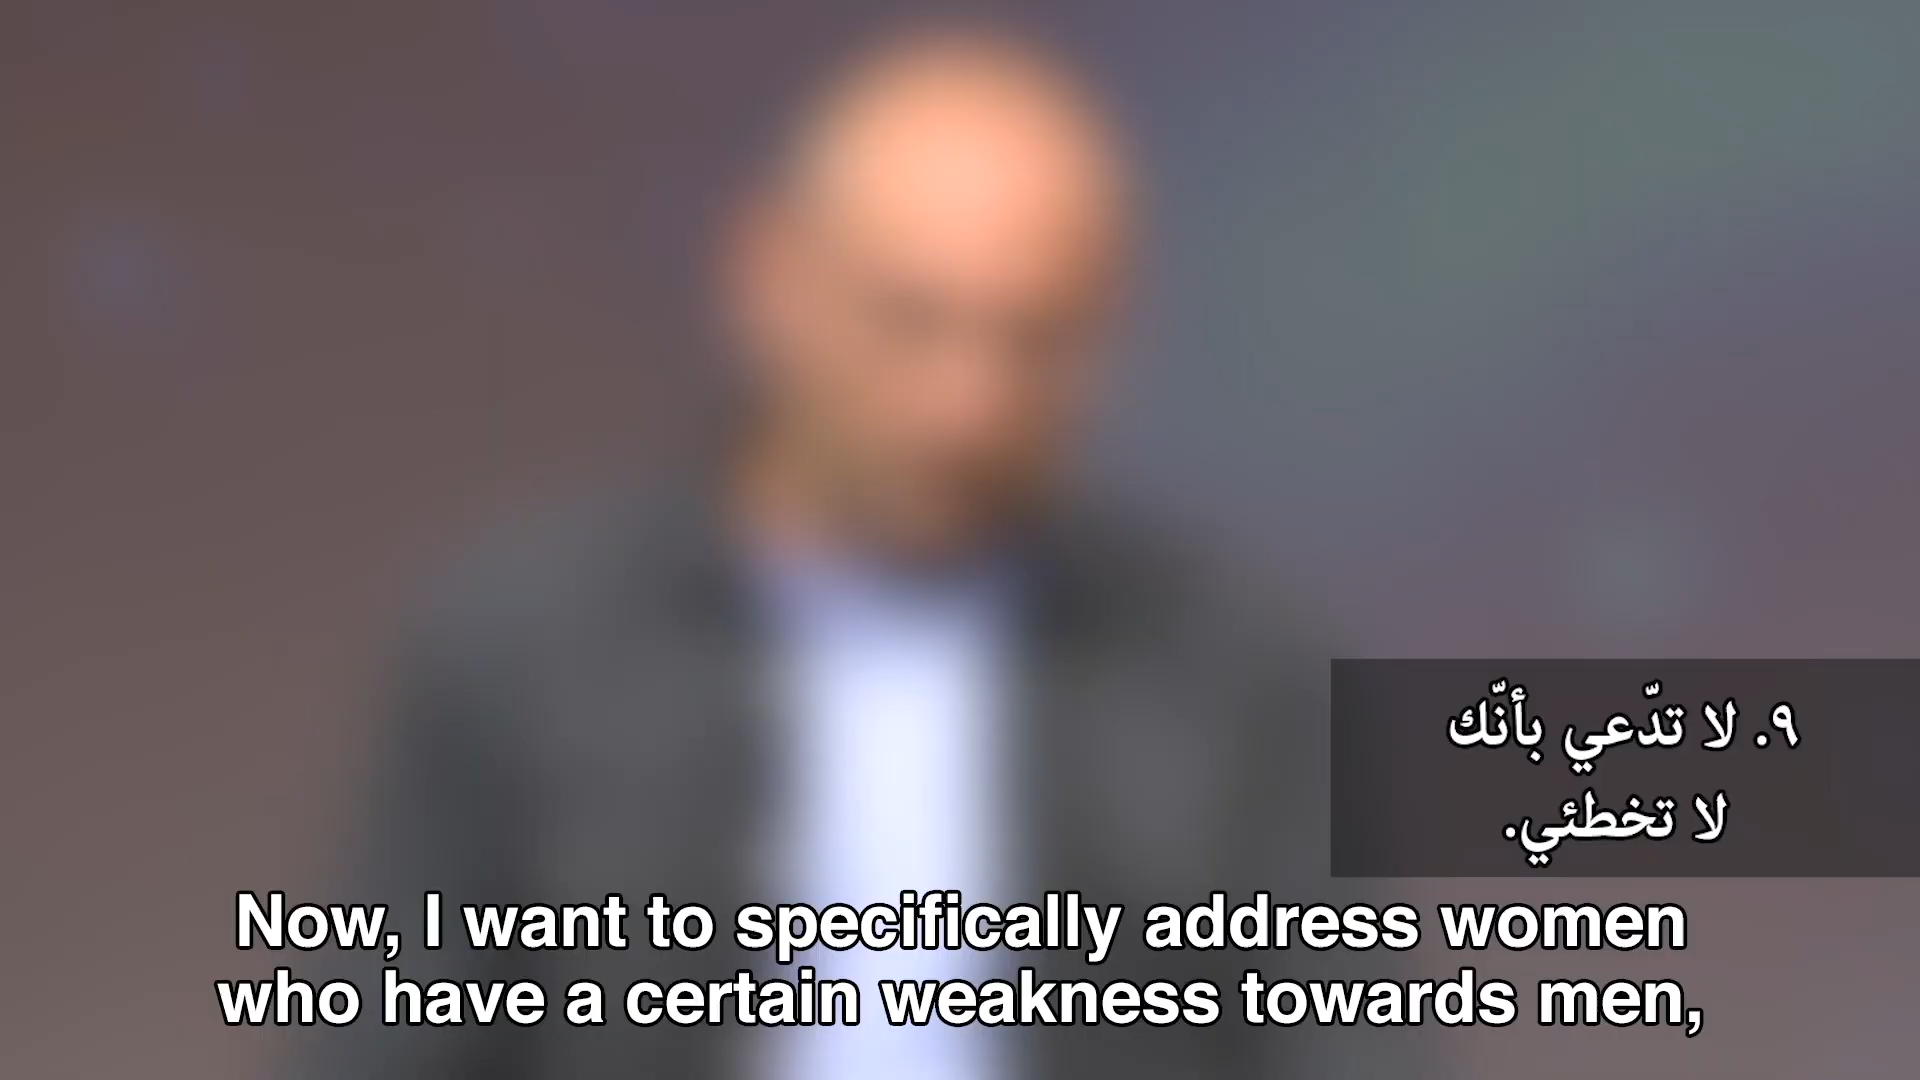 ٩. لا تدّعي بأنّك
لا تخطئي.
Now, I want to specifically address women
who have a certain weakness towards men,